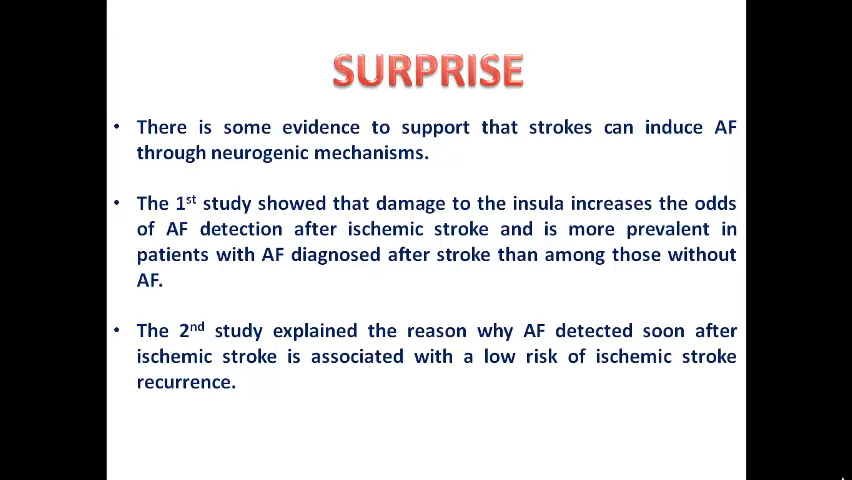 SURPRISE
• There is some evidence to support that strokes can induce AF
through neurogenic mechanisms.
• The 1st study showed that damage to the insula increases the odds
of AF detection after ischemic stroke and is more prevalent in
patients with AF diagnosed after stroke than among those without
AF.
• The 2nd study explained the reason why AF detected soon after
ischemic stroke is associated with a low risk of ischemic stroke
recurrence.